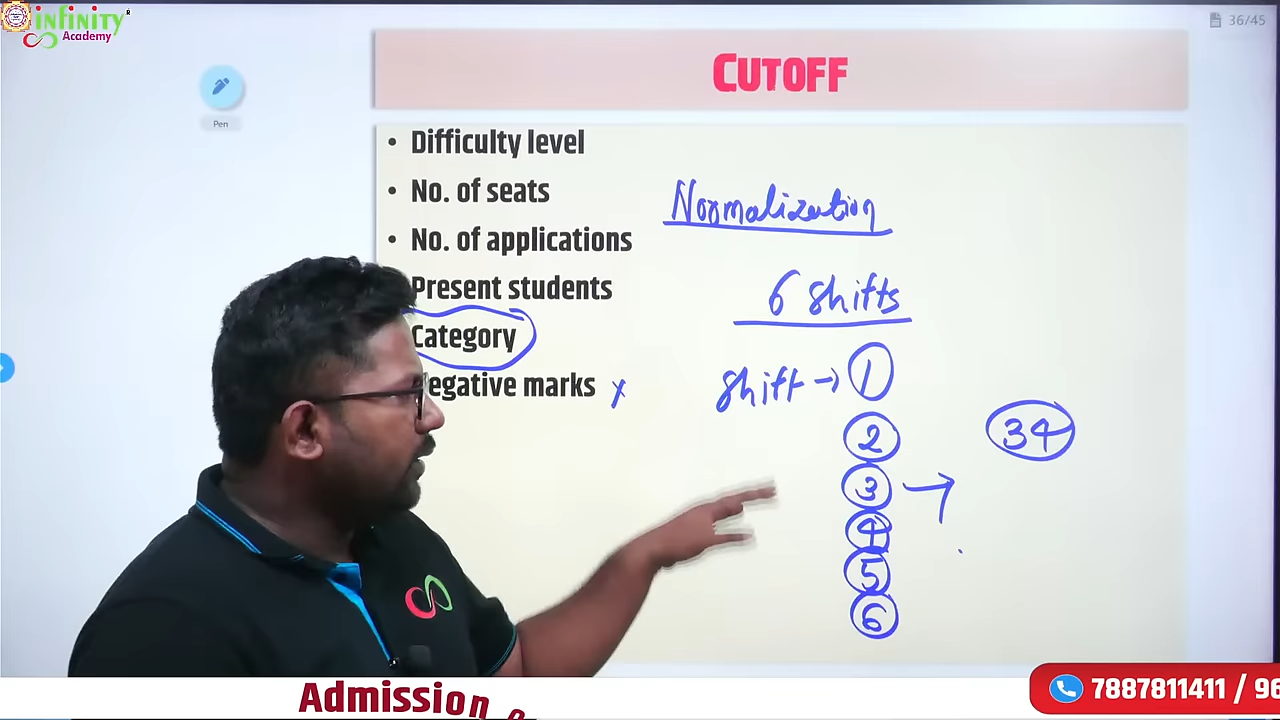 infinity
Academy
36/45
Pen
CUTOFF
• Difficulty level
• No. of seats
• No. of applications
Present students
Category
egative marks x
Normalization
6 shifts
shift → 1
2
3 →
4
5
6
34
Admission
7887811411 / 96